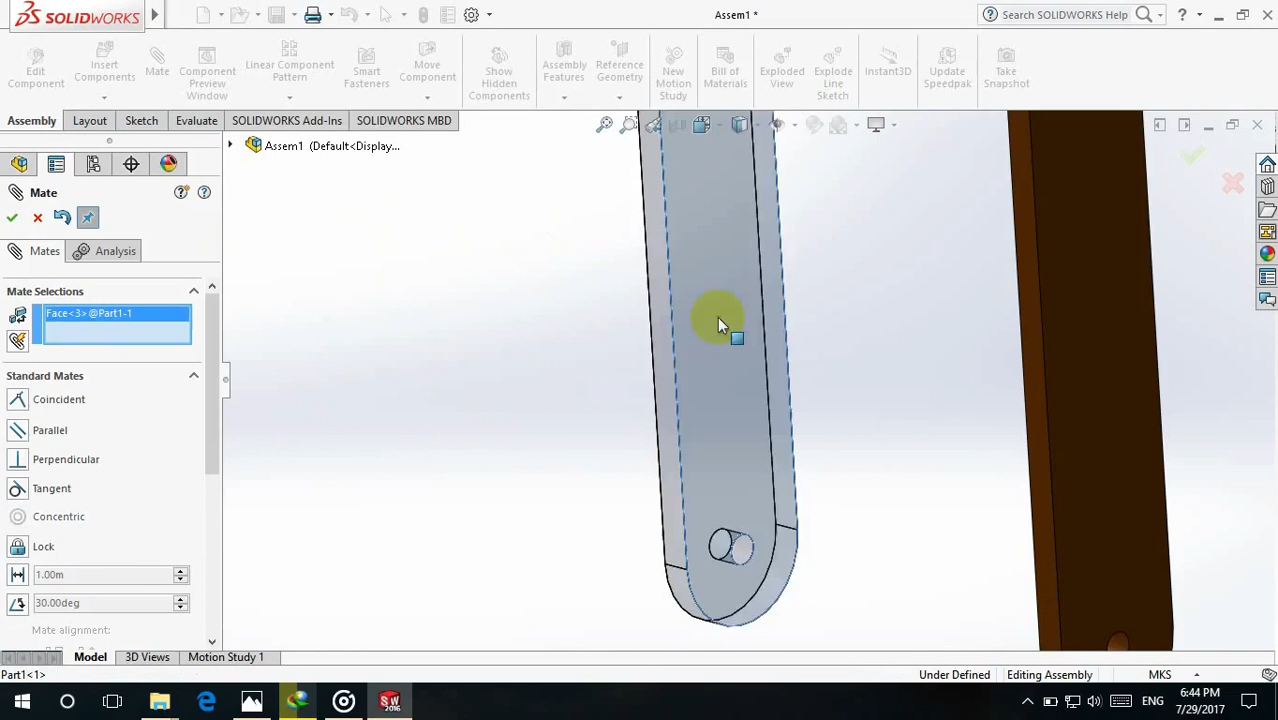 SOLIDWORKS
Assem1 *
Search SOLIDWORKS Help
?
Edit Component
Insert Components
Mate
Component Preview Window
Linear Component Pattern
Smart Fasteners
Move Component
Show Hidden Components
Assembly Features
Reference Geometry
New Motion Study
Bill of Materials
Exploded View
Explode Line Sketch
Instant3D
Update Speedpak
Take Snapshot
Assembly
Layout
Sketch
Evaluate
SOLIDWORKS Add-Ins
SOLIDWORKS MBD
Assem1 (Default<Display...
Mate
Mates
Analysis
Mate Selections
Face<3>@Part1-1
Standard Mates
Coincident
Parallel
Perpendicular
Tangent
Concentric
Lock
1.00m
30.00deg
Mate alignment:
Model
3D Views
Motion Study 1
Part1<1>
Under Defined
Editing Assembly
MKS
SW
2016
ENG
6:44 PM
7/29/2017